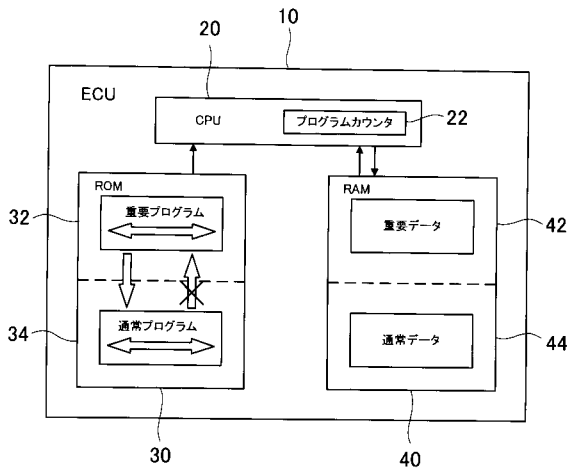 10
20
ECU
CPU
プログラムカウンタ
22
ROM
RAM
32
重要プログラム
重要データ
42
34
通常プログラム
通常データ
44
30
40